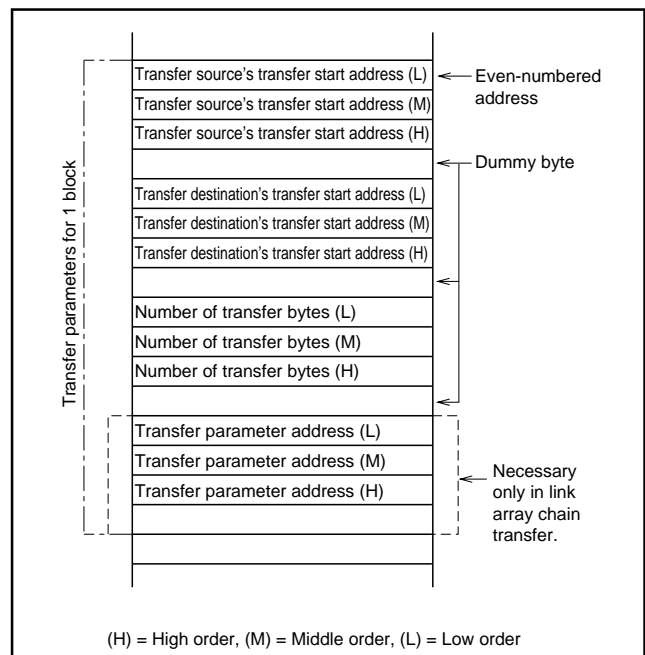 Transfer parameters for 1 block
Transfer source's transfer start address (L)
Even-numbered
address
Transfer source's transfer start address (M)
Transfer source's transfer start address (H)
Dummy byte
Transfer destination's transfer start address (L)
Transfer destination's transfer start address (M)
Transfer destination's transfer start address (H)
Number of transfer bytes (L)
Number of transfer bytes (M)
Number of transfer bytes (H)
Transfer parameter address (L)
Transfer parameter address (M)
Transfer parameter address (H)
Necessary
only in link
array chain
transfer.
(H) = High order, (M) = Middle order, (L) = Low order